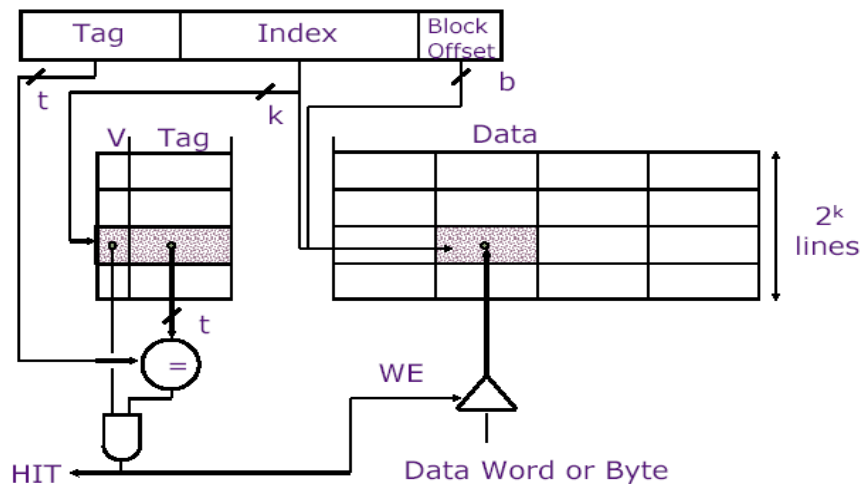 Tag
Index
Block
Offset
t
k
b
V
Tag
Data
2ᵏ
lines
t
=
WE
HIT
Data Word or Byte